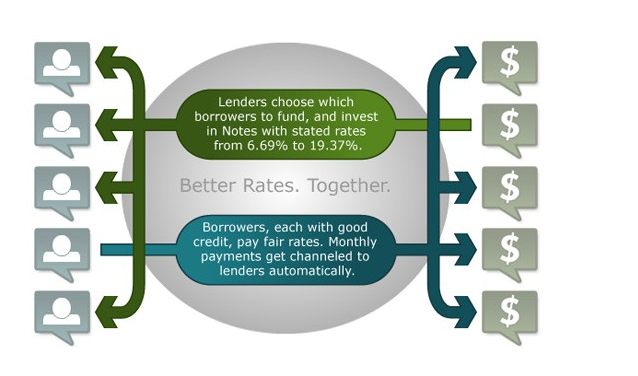 Lenders choose which
borrowers to fund, and invest
in Notes with stated rates
from 6.69% to 19.37%.
Better Rates. Together.
Borrowers, each with good
credit, pay fair rates. Monthly
payments get channeled to
lenders automatically.
$
$
$
$
$